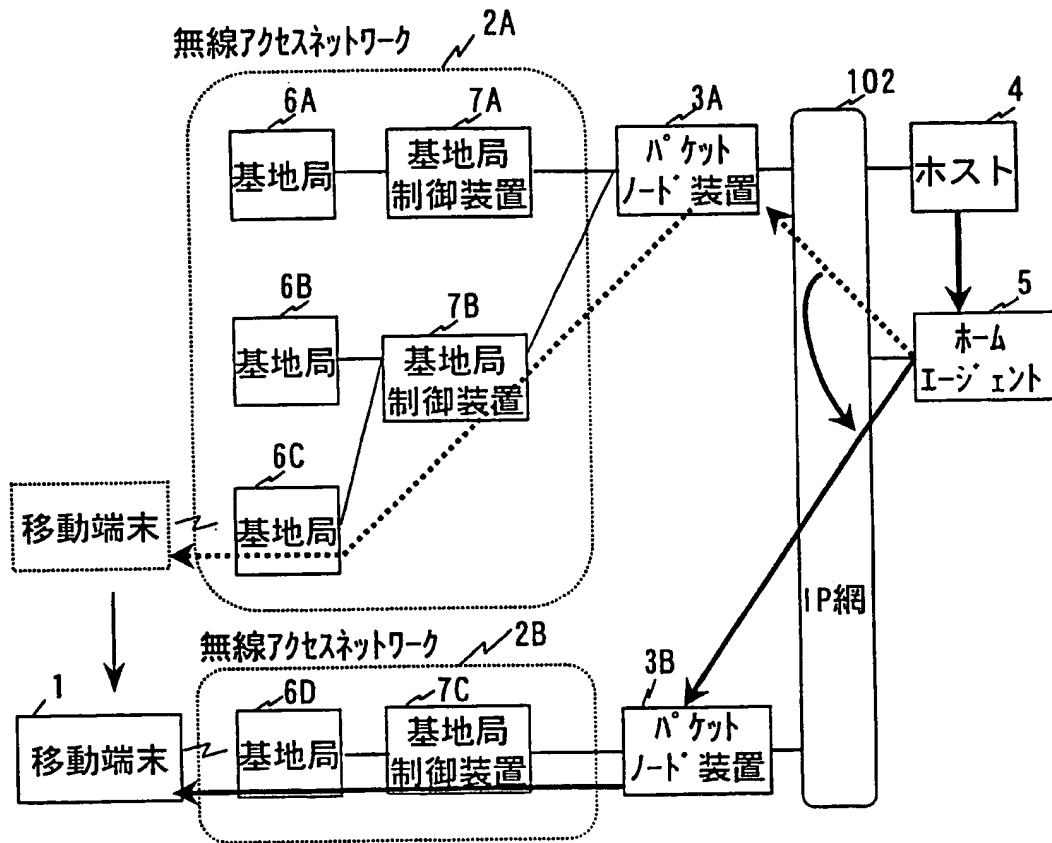 無線アクセスネットワーク
2A
6A
7A
3A
102
4
基地局
基地局
制御装置
パケット
ノード装置
ホスト
6B
7B
5
基地局
基地局
制御装置
ホーム
エージェント
6C
移動端末
基地局
IP網
無線アクセスネットワーク
2B
1
6D
7C
3B
移動端末
基地局
基地局
制御装置
パケット
ノード装置